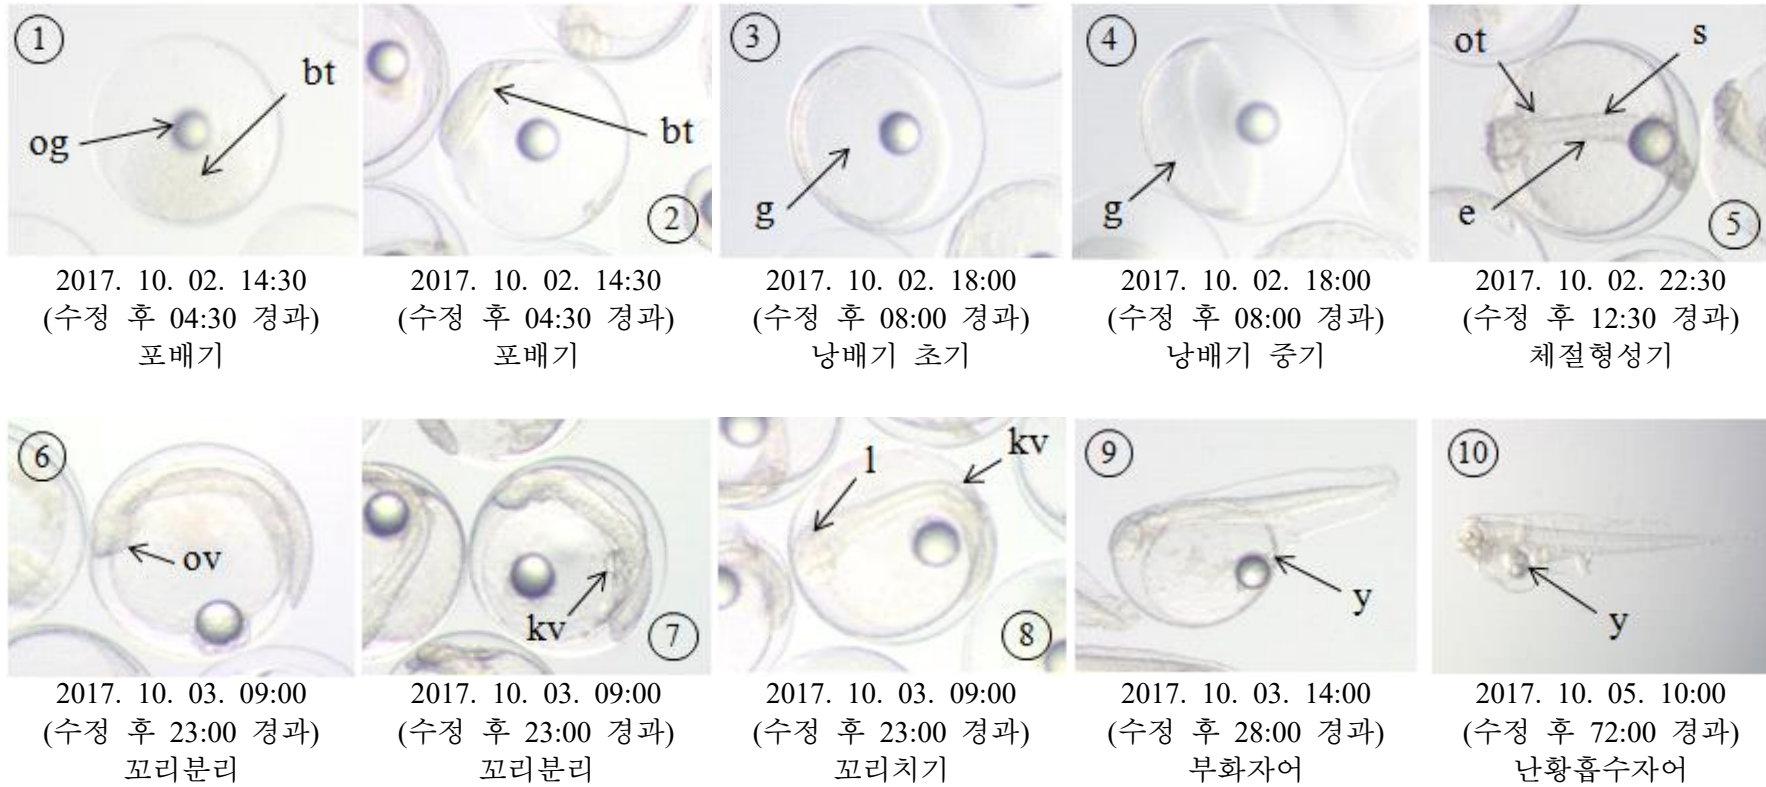 ①
og
bt
②
bt
③
g
④
g
⑤
ot
s
e
2017. 10. 02. 14:30
(수정 후 04:30 경과)
포배기
2017. 10. 02. 14:30
(수정 후 04:30 경과)
포배기
2017. 10. 02. 18:00
(수정 후 08:00 경과)
낭배기 초기
2017. 10. 02. 18:00
(수정 후 08:00 경과)
낭배기 중기
2017. 10. 02. 22:30
(수정 후 12:30 경과)
체절형성기
⑥
ov
⑦
kv
⑧
l
kv
⑨
y
⑩
y
2017. 10. 03. 09:00
(수정 후 23:00 경과)
꼬리분리
2017. 10. 03. 09:00
(수정 후 23:00 경과)
꼬리분리
2017. 10. 03. 09:00
(수정 후 23:00 경과)
꼬리치기
2017. 10. 03. 14:00
(수정 후 28:00 경과)
부화자어
2017. 10. 05. 10:00
(수정 후 72:00 경과)
난황흡수자어